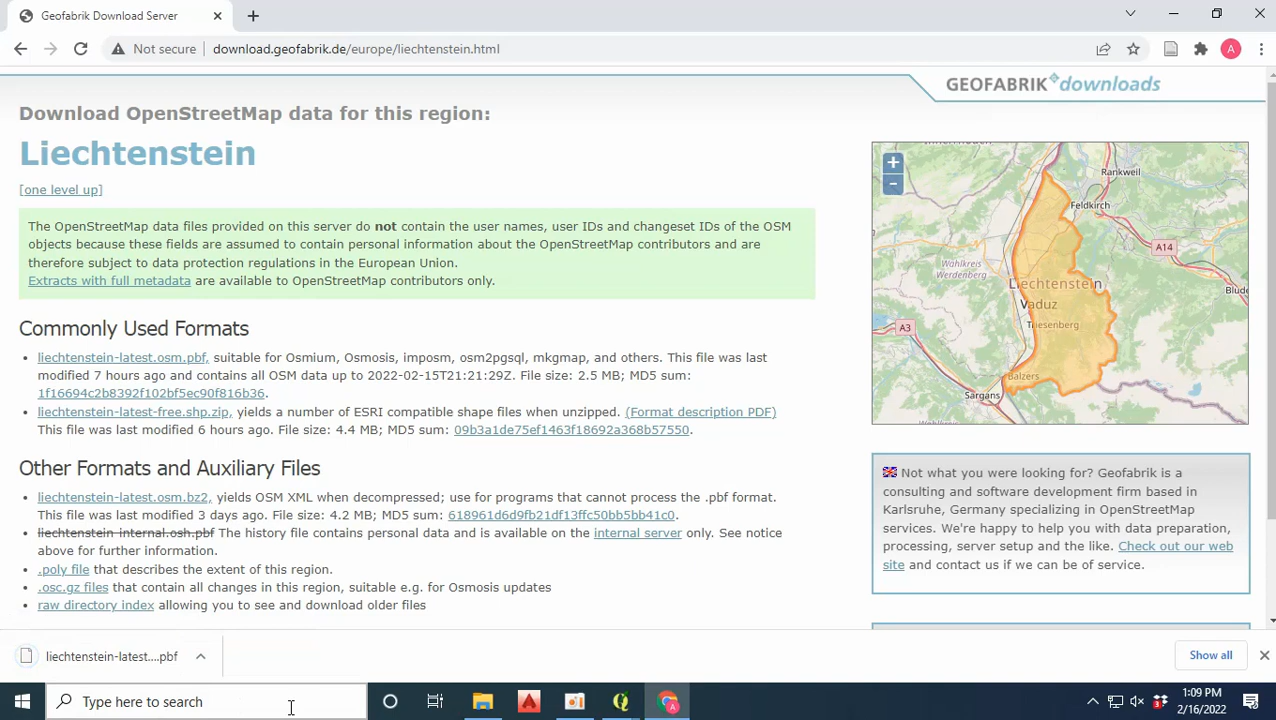 Geofabrik Download Server
Not secure
download.geofabrik.de/europe/liechtenstein.html
A
GEOFABRIK downloads
Download OpenStreetMap data for this region:
Liechtenstein
[one level up]
The OpenStreetMap data files provided on this server do not contain the user names, user IDs and changeset IDs of the OSM
objects because these fields are assumed to contain personal information about the OpenStreetMap contributors and are
therefore subject to data protection regulations in the European Union.
Extracts with full metadata are available to OpenStreetMap contributors only.
Commonly Used Formats
• liechtenstein-latest.osm.pbf, suitable for Osmium, Osmosis, imposm, osm2pgsql, mkgmap, and others. This file was last
modified 7 hours ago and contains all OSM data up to 2022-02-15T21:21:29Z. File size: 2.5 MB; MD5 sum:
1f16694c2b8392f102bf5ec90f816b36.
• liechtenstein-latest-free.shp.zip, yields a number of ESRI compatible shape files when unzipped. (Format description PDF)
This file was last modified 6 hours ago. File size: 4.4 MB; MD5 sum: 09b3a1de75ef1463f18692a368b57550.
Other Formats and Auxiliary Files
• liechtenstein-latest.osm.bz2, yields OSM XML when decompressed; use for programs that cannot process the .pbf format.
This file was last modified 3 days ago. File size: 4.2 MB; MD5 sum: 618961d6d9fb21df13ffc50bb5bb41c0.
• liechtenstein-internal.osh.pbf The history file contains personal data and is available on the internal server only. See notice
above for further information.
• .poly file that describes the extent of this region.
• .osc.gz files that contain all changes in this region, suitable e.g. for Osmosis updates
• raw directory index allowing you to see and download older files
+
-
Rankweil
Feldkirch
A14
Wahlkreis
Werdenberg
Liechtenstein
Blude
Vaduz
A3
Triesenberg
Balzers
Sargans
Not what you were looking for? Geofabrik is a
consulting and software development firm based in
Karlsruhe, Germany specializing in OpenStreetMap
services. We're happy to help you with data preparation,
processing, server setup and the like. Check out our web
site and contact us if we can be of service.
liechtenstein-latest....pbf
Show all
Type here to search
1:09 PM
2/16/2022